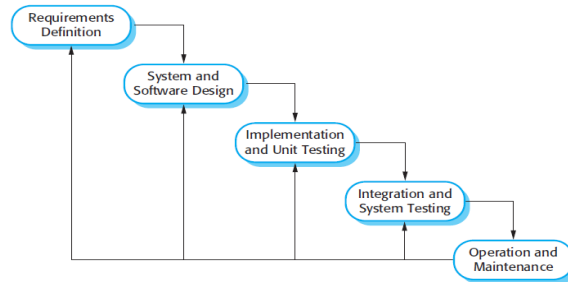 Requirements
Definition
System and
Software Design
Implementation
and Unit Testing
Integration and
System Testing
Operation and
Maintenance